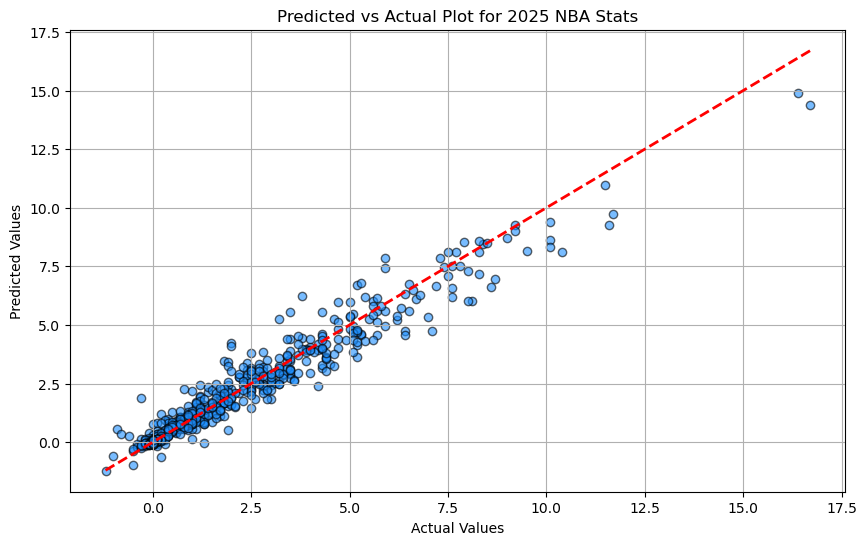 Predicted vs Actual Plot for 2025 NBA Stats
17.5
15.0
12.5
10.0
7.5
5.0
2.5
0.0
Predicted Values
0.0 2.5 5.0 7.5 10.0 12.5 15.0 17.5
Actual Values